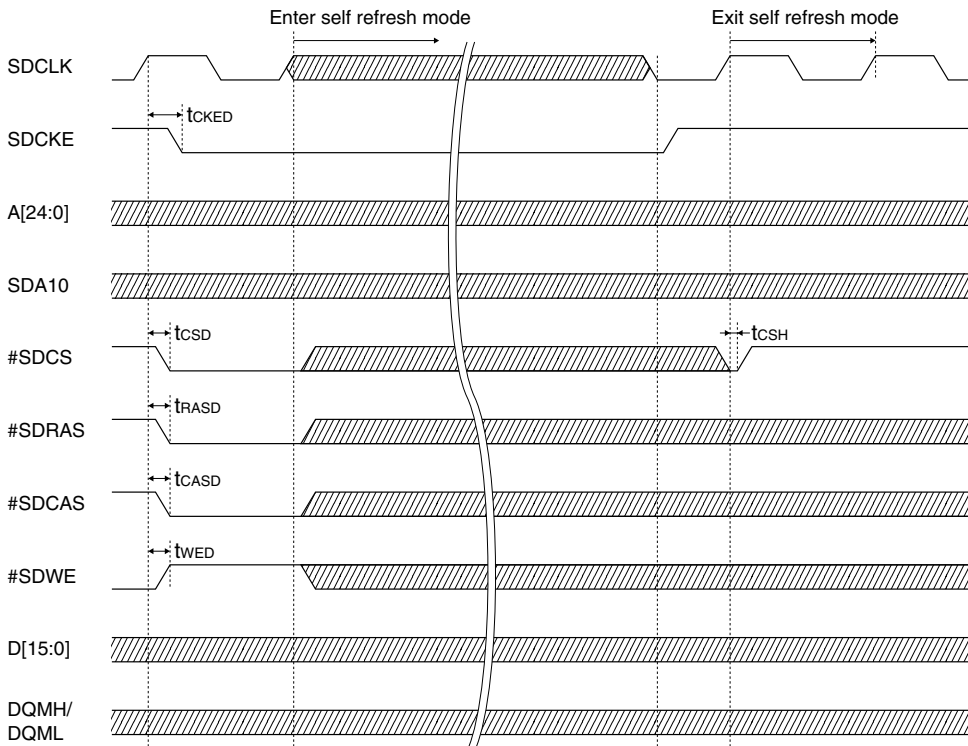 Enter self refresh mode
Exit self refresh mode
SDCLK
tCKED
SDCKE
A[24:0]
SDA10
tCSD
tCSH
#SDCS
tRASD
#SDRAS
tCASD
#SDCAS
tWED
#SDWE
D[15:0]
DQMH/
DQML